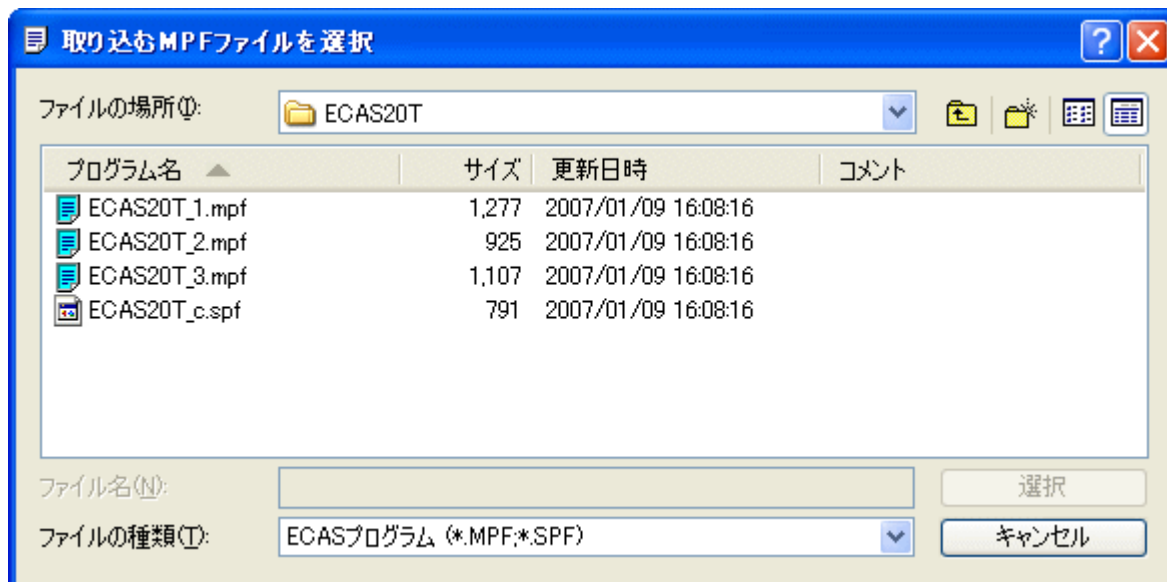 取り込むMPFファイルを選択
ファイルの場所(I): ECAS20T
プログラム名 サイズ 更新日時 コメント
ECAS20T_1.mpf 1,277 2007/01/09 16:08:16
ECAS20T_2.mpf 925 2007/01/09 16:08:16
ECAS20T_3.mpf 1,107 2007/01/09 16:08:16
ECAS20T_c.spf 791 2007/01/09 16:08:16
ファイル名(N): 選択
ファイルの種類(T): ECASプログラム (*.MPF;*.SPF) キャンセル